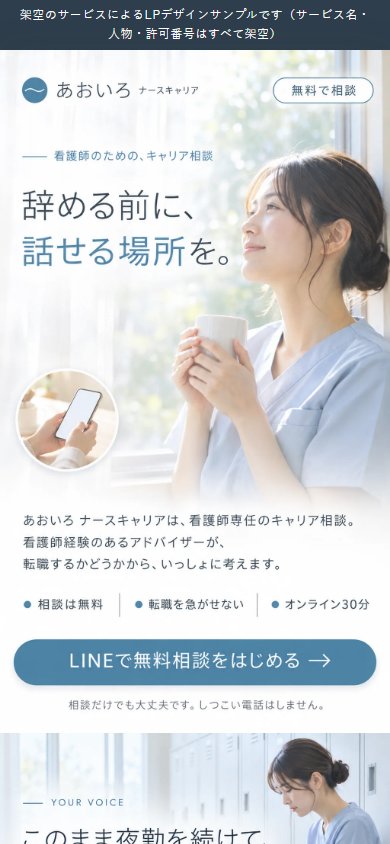 架空のサービスによるLPデザインサンプルです（サービス名・
人物・許可番号はすべて架空）
あおいろ ナースキャリア
無料で相談
看護師のための、キャリア相談
辞める前に、
話せる場所を。
あおいろ ナースキャリアは、看護師専任のキャリア相談。
看護師経験のあるアドバイザーが、
転職するかどうかから、いっしょに考えます。
相談は無料
転職を急がせない
オンライン30分
LINEで無料相談をはじめる →
相談だけでも大丈夫です。しつこい電話はしません。
YOUR VOICE
このまま夜勤を続けて、